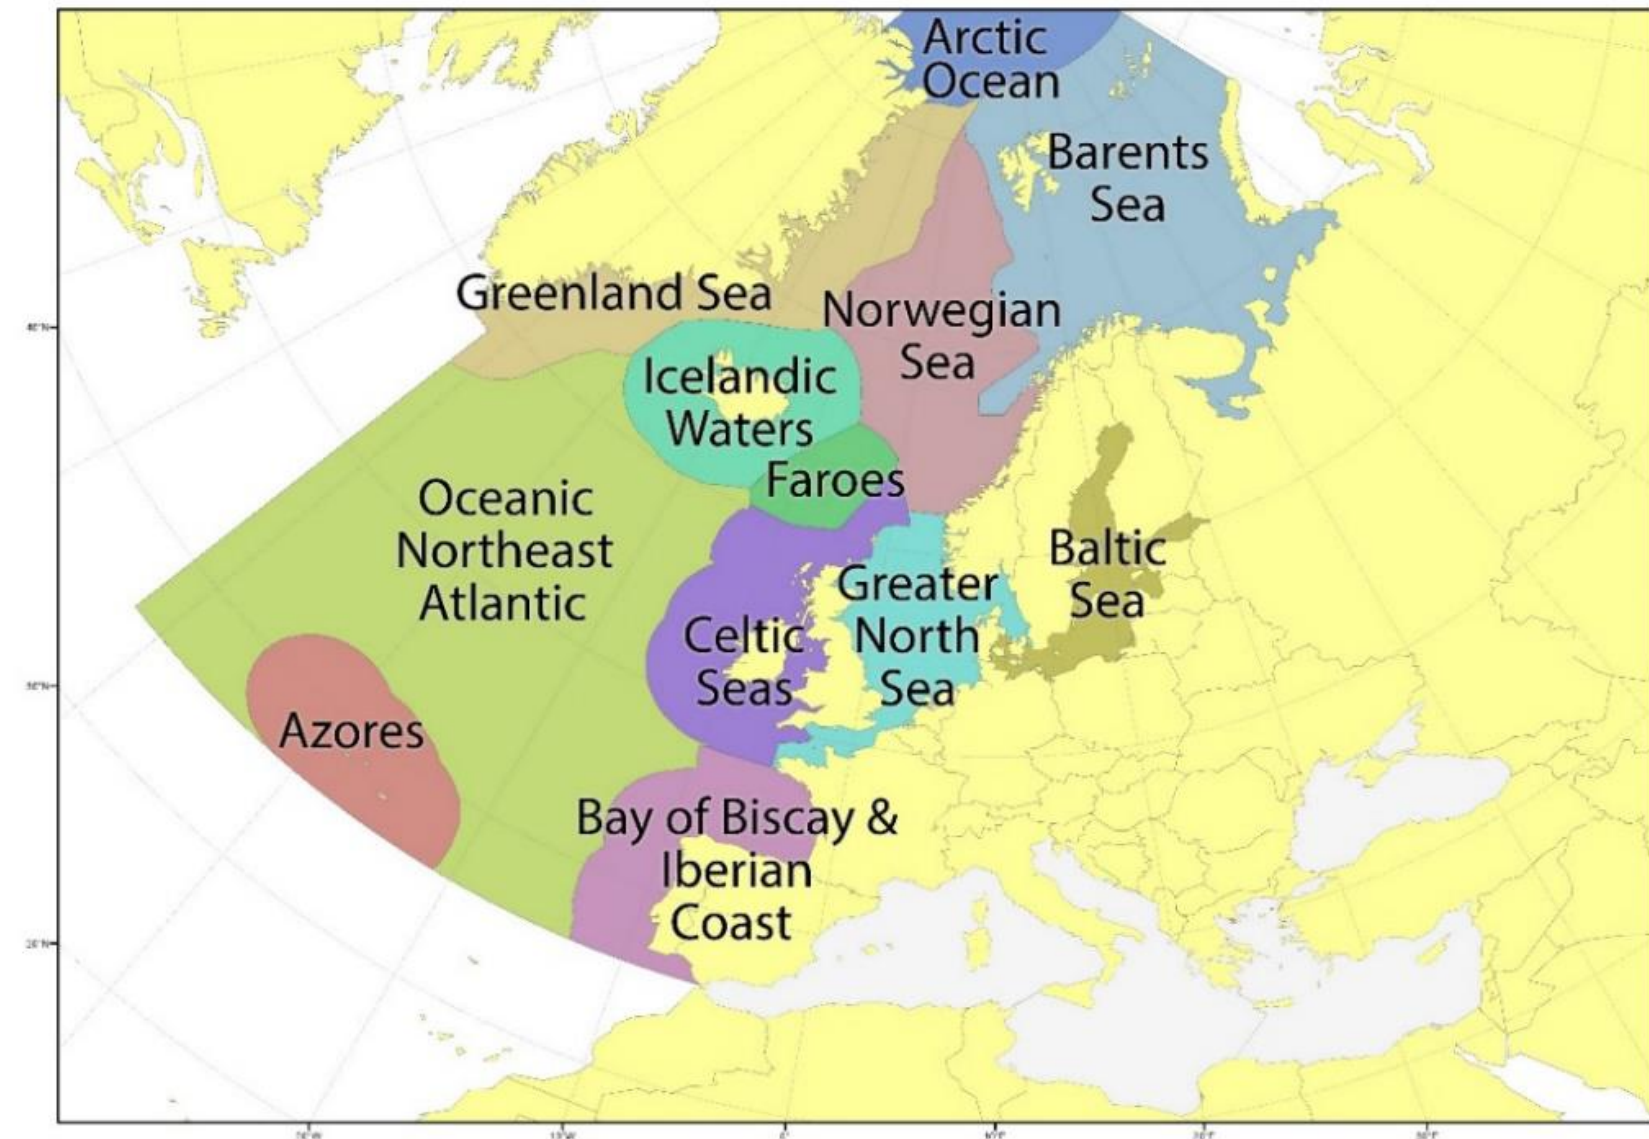 Arctic
Ocean
Barents
Sea
Greenland Sea
Norwegian
Sea
Icelandic
Waters
Faroes
Oceanic
Northeast
Atlantic
Baltic
Sea
Greater
North
Sea
Celtic
Seas
Azores
Bay of Biscay &
Iberian
Coast